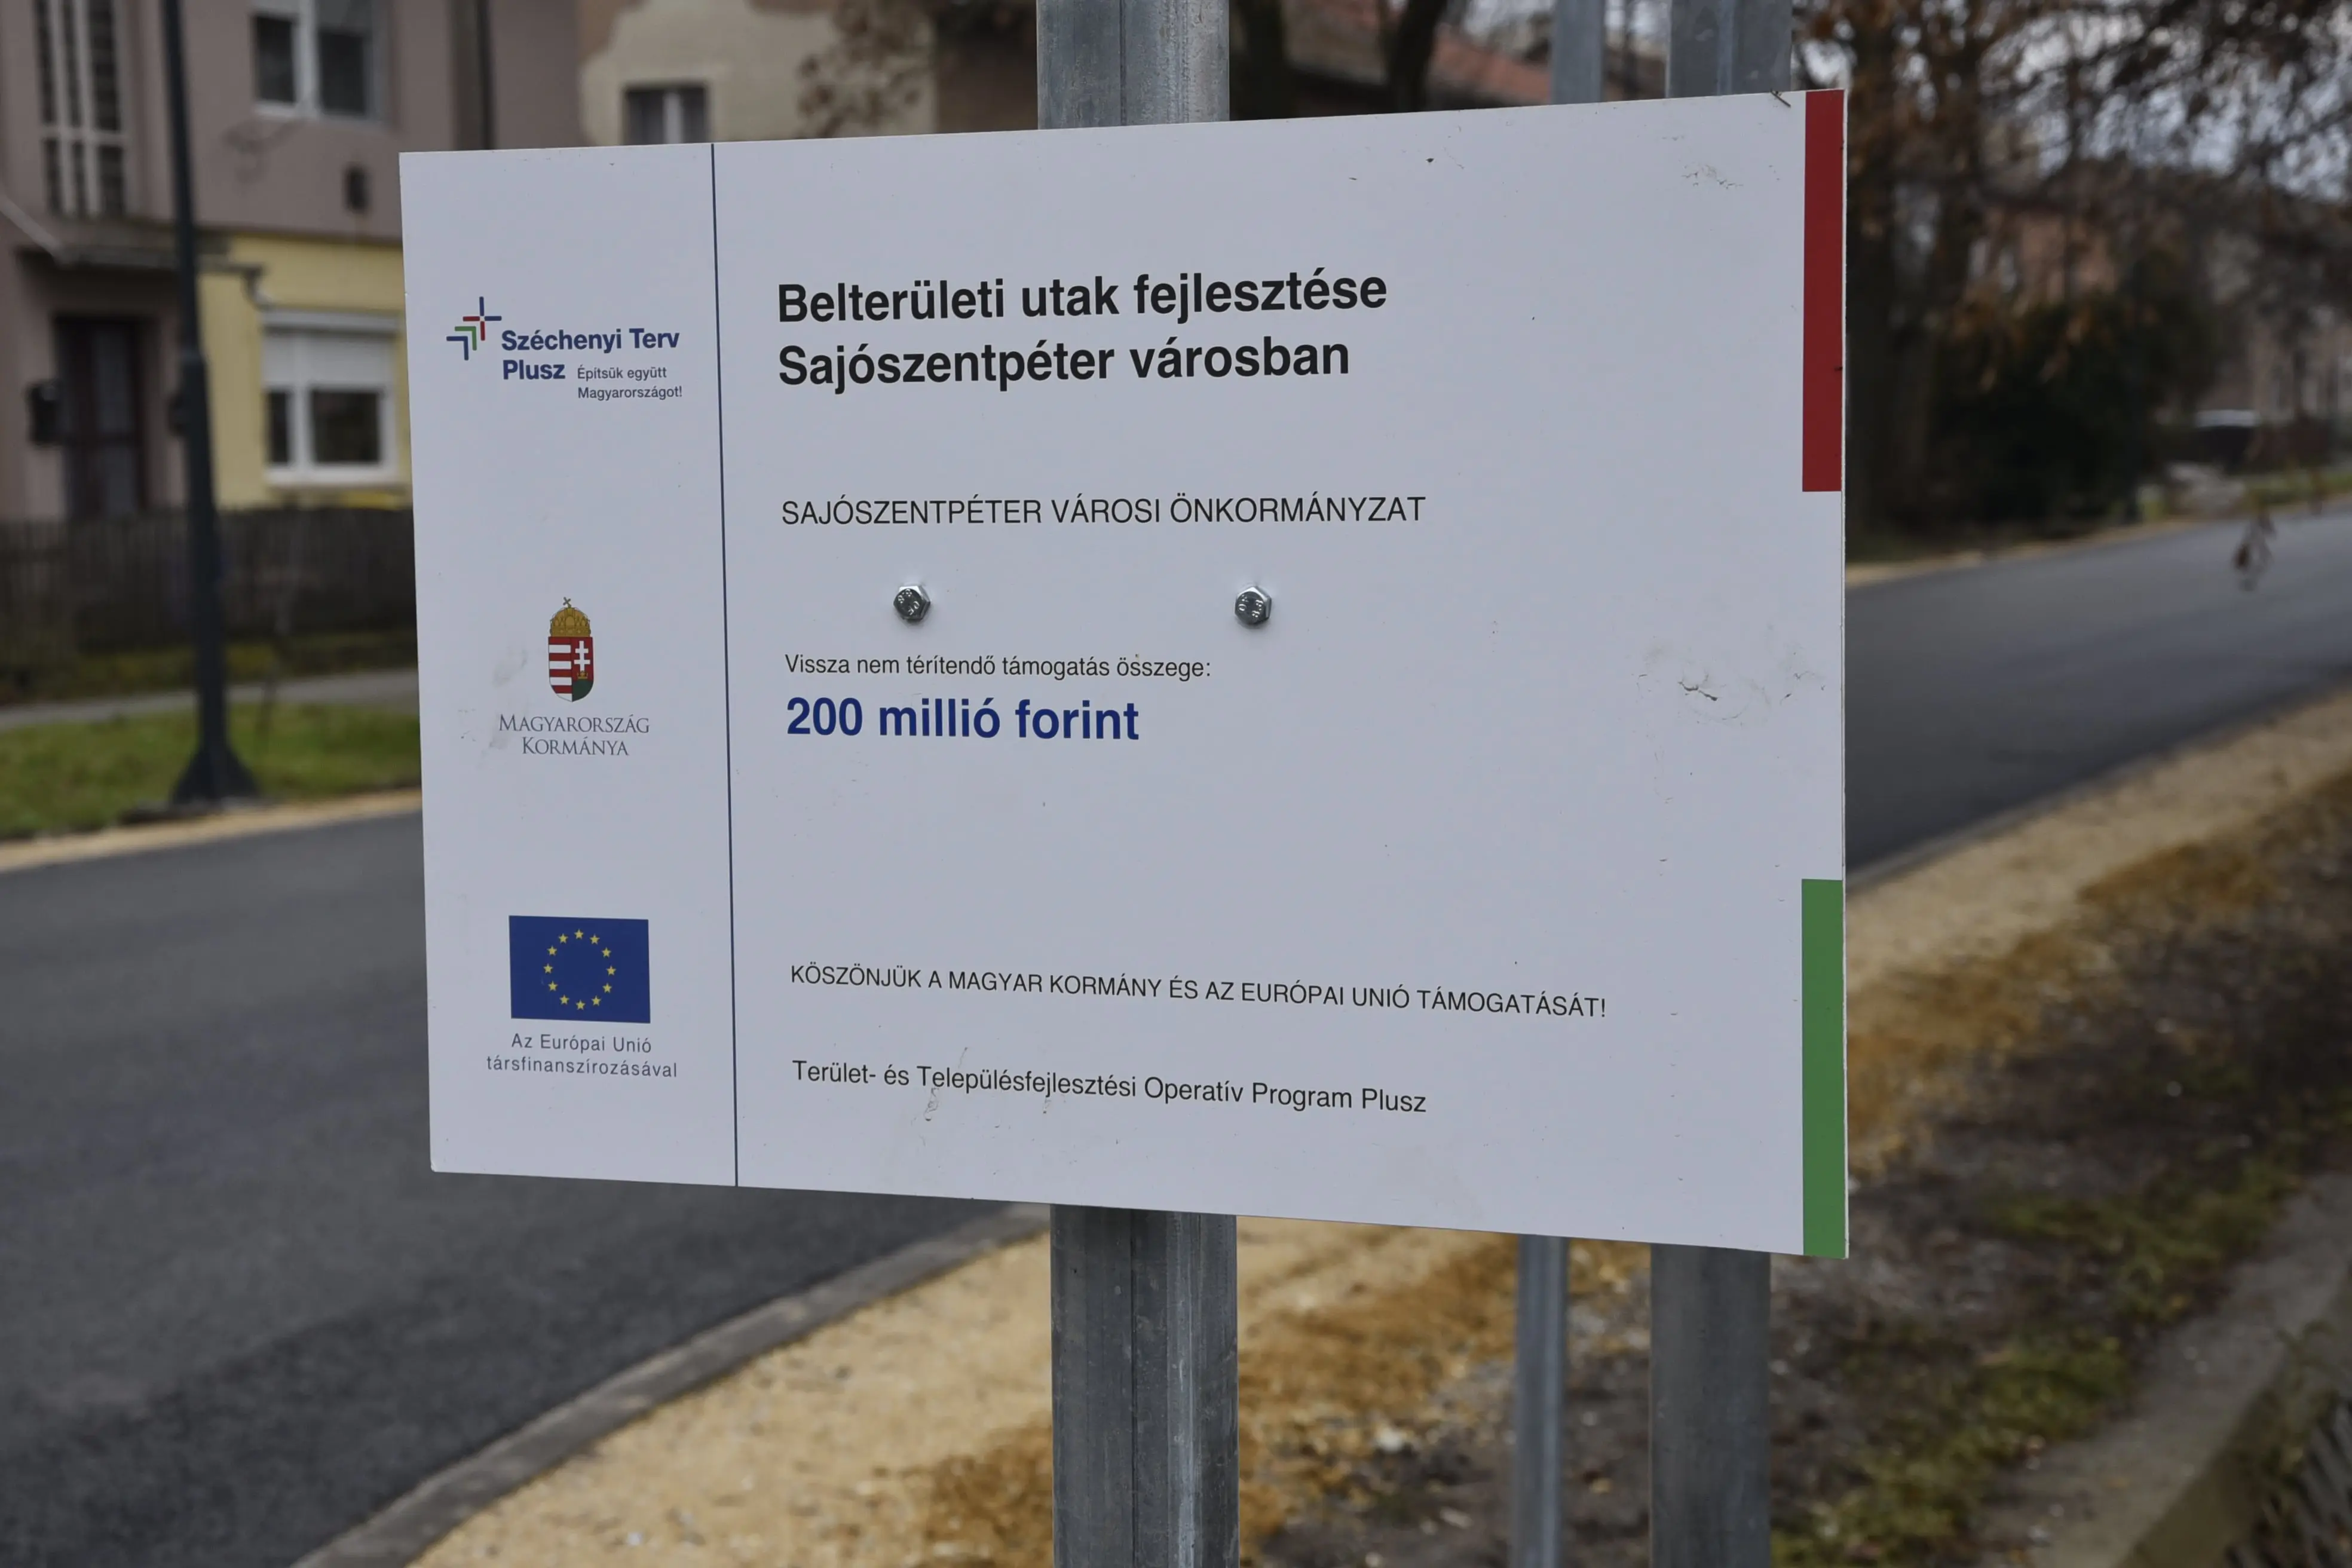 Széchenyi Terv
Plusz Építsük együtt
Magyarországot!
MAGYARORSZÁG
KORMÁNYA
Az Európai Unió
társfinanszírozásával
Belterületi utak fejlesztése
Sajószentpéter városban
SAJÓSZENTPÉTER VÁROSI ÖNKORMÁNYZAT
Vissza nem térítendő támogatás összege:
200 millió forint
KÖSZÖNJÜK A MAGYAR KORMÁNY ÉS AZ EURÓPAI UNIÓ TÁMOGATÁSÁT!
Terület- és Településfejlesztési Operatív Program Plusz